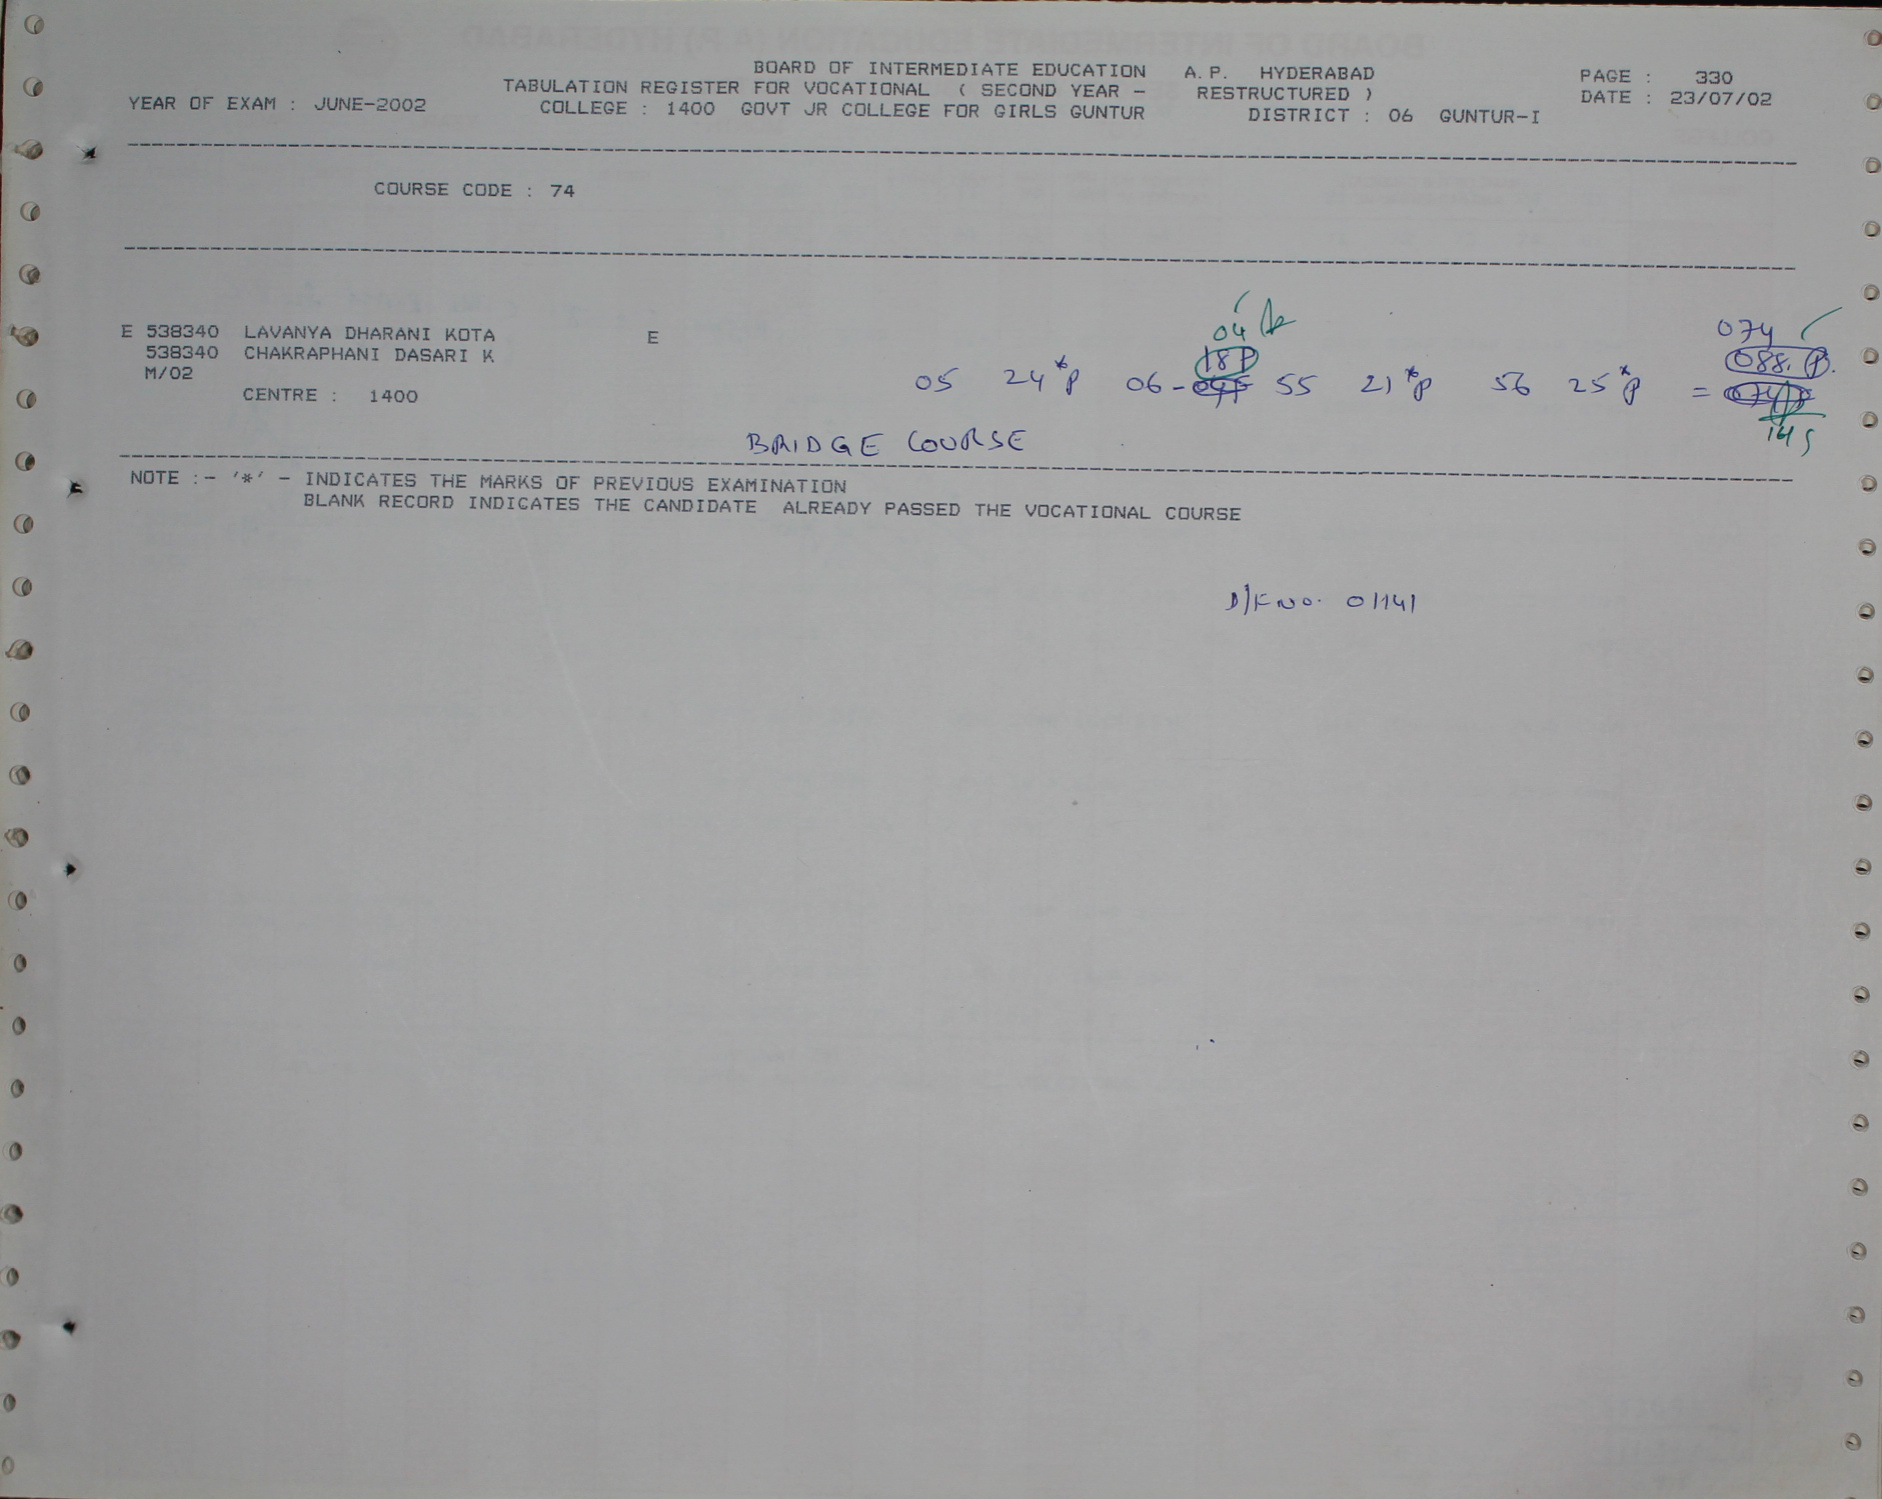 BOARD OF INTERMEDIATE EDUCATION A.P. HYDERABAD PAGE : 330
TABULATION REGISTER FOR VOCATIONAL ( SECOND YEAR - RESTRUCTURED ) DATE : 23/07/02
YEAR OF EXAM : JUNE-2002 COLLEGE : 1400 GOVT JR COLLEGE FOR GIRLS GUNTUR DISTRICT : 06 GUNTUR-I
COURSE CODE : 74
04 074
E 538340 LAVANYA DHARANI KOTA E
538340 CHAKRAPHANI DASARI K 18 P 088. P.
M/02 05 24*P 06- 55 21*P 56 25*P =
CENTRE : 1400
BRIDGE COURSE
NOTE :- '*' - INDICATES THE MARKS OF PREVIOUS EXAMINATION
BLANK RECORD INDICATES THE CANDIDATE ALREADY PASSED THE VOCATIONAL COURSE
D/F NO. 01141